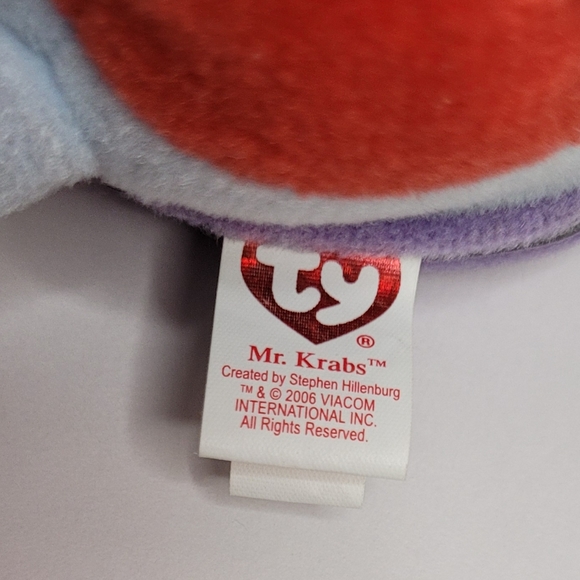 ty®
Mr. Krabs™
Created by Stephen Hillenburg
™ & © 2006 VIACOM
INTERNATIONAL INC.
All Rights Reserved.